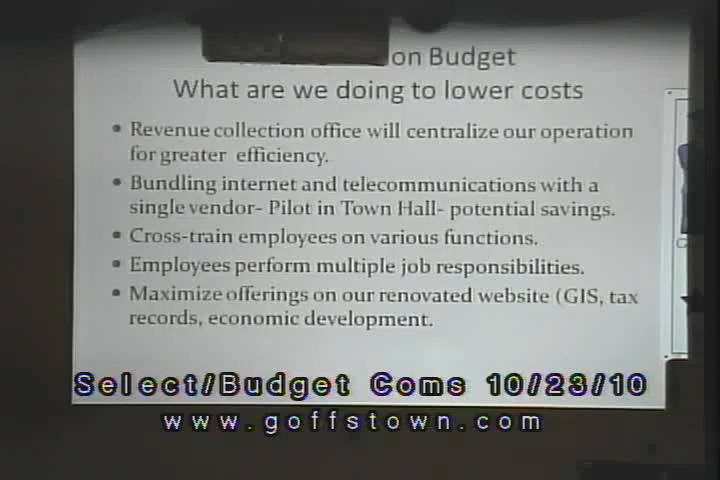 on Budget
What are we doing to lower costs
• Revenue collection office will centralize our operation
for greater efficiency.
• Bundling internet and telecommunications with a
single vendor- Pilot in Town Hall- potential savings.
• Cross-train employees on various functions.
• Employees perform multiple job responsibilities.
• Maximize offerings on our renovated website (GIS, tax
records, economic development.
Select/Budget Coms 10/23/10
www.goffstown.com